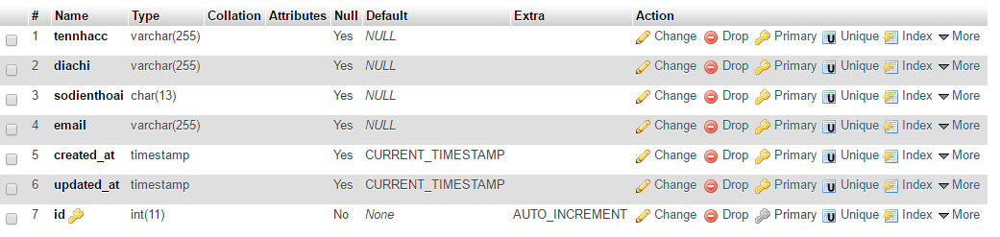 # Name Type Collation Attributes Null Default Extra Action
1 tennhacc varchar(255) Yes NULL Change Drop Primary Unique Index More
2 diachi varchar(255) Yes NULL Change Drop Primary Unique Index More
3 sodienthoai char(13) Yes NULL Change Drop Primary Unique Index More
4 email varchar(255) Yes NULL Change Drop Primary Unique Index More
5 created_at timestamp Yes CURRENT_TIMESTAMP Change Drop Primary Unique Index More
6 updated_at timestamp Yes CURRENT_TIMESTAMP Change Drop Primary Unique Index More
7 id int(11) No None AUTO_INCREMENT Change Drop Primary Unique Index More